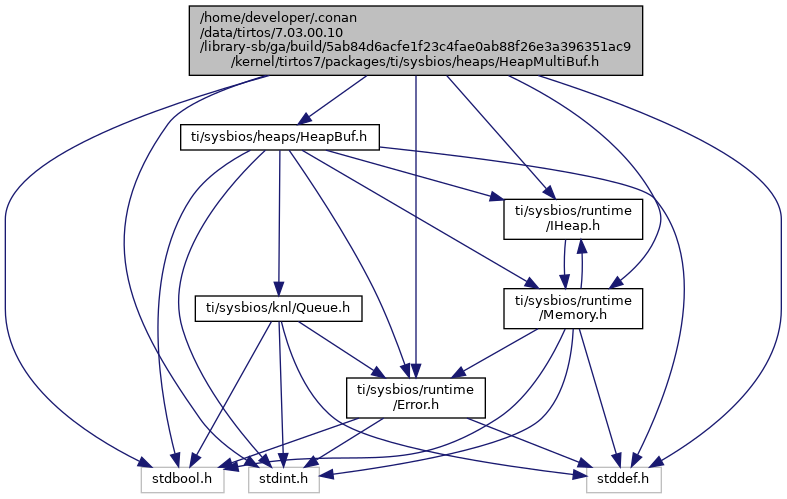 /home/developer/.conan
/data/tirtos/7.03.00.10
/library-sb/ga/build/5ab84d6acfe1f23c4fae0ab88f26e3a396351ac9
/kernel/tirtos7/packages/ti/sysbios/heaps/HeapMultiBuf.h
ti/sysbios/heaps/HeapBuf.h
ti/sysbios/runtime
/IHeap.h
ti/sysbios/knl/Queue.h
ti/sysbios/runtime
/Memory.h
ti/sysbios/runtime
/Error.h
stdbool.h
stdint.h
stddef.h